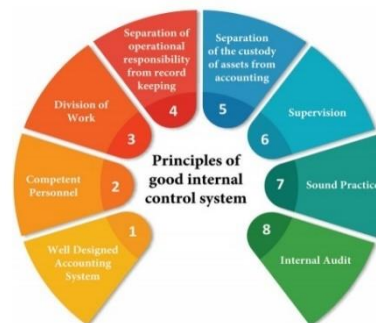 Principles of
good internal
control system
1
Well Designed
Accounting
System
2
Competent
Personnel
3
Division of
Work
4
Separation of
operational
responsibility
from record
keeping
5
Separation
of the custody
of assets from
accounting
6
Supervision
7
Sound Practice
8
Internal Audit